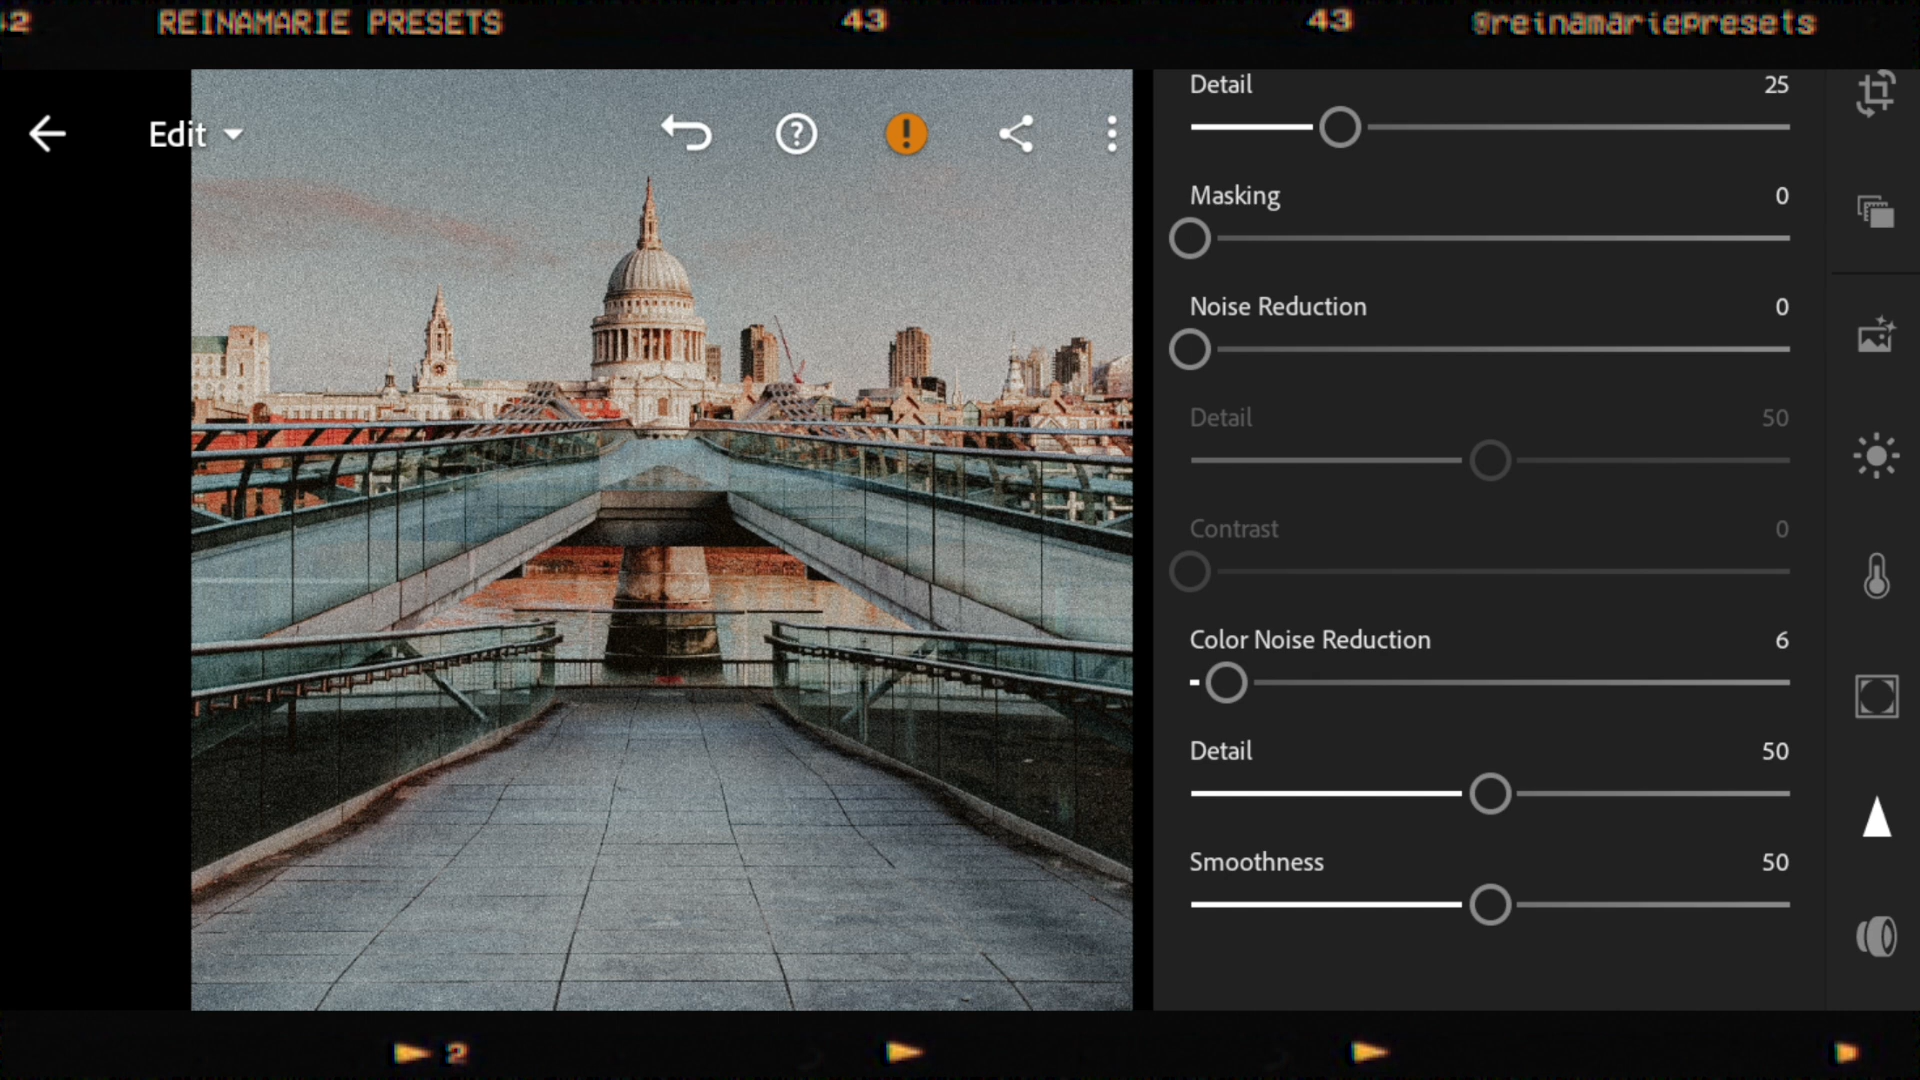 42 REINAMARIE PRESETS 43 43 @reinamariepresets
Edit
Detail 25
Masking 0
Noise Reduction 0
Detail 50
Contrast 0
Color Noise Reduction 6
Detail 50
Smoothness 50
2